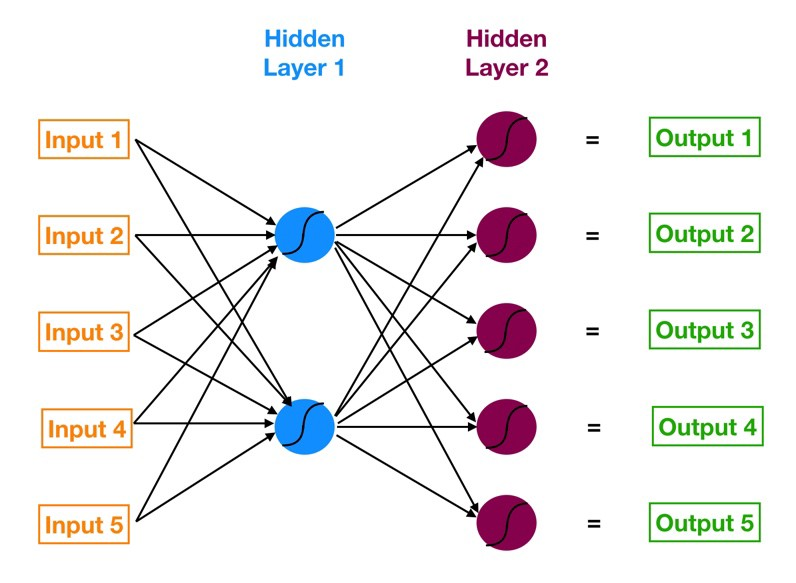 Hidden
Layer 1
Hidden
Layer 2
Input 1
= Output 1
Input 2
= Output 2
Input 3
= Output 3
Input 4
= Output 4
Input 5
= Output 5